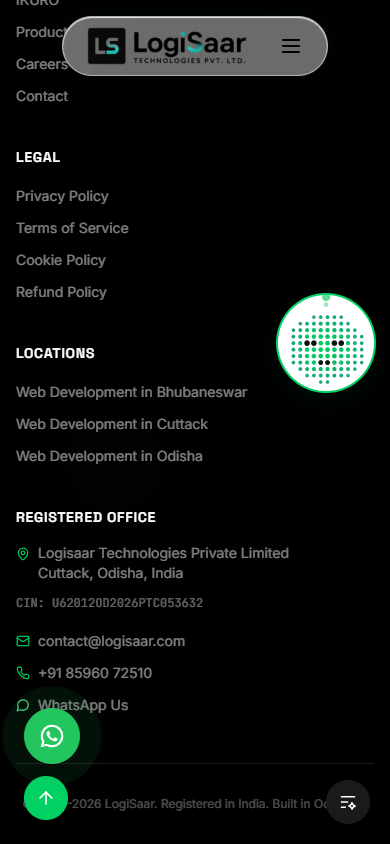 LS LogiSaar
TECHNOLOGIES PVT. LTD.
Product
Careers
Contact
LEGAL
Privacy Policy
Terms of Service
Cookie Policy
Refund Policy
LOCATIONS
Web Development in Bhubaneswar
Web Development in Cuttack
Web Development in Odisha
REGISTERED OFFICE
Logisaar Technologies Private Limited
Cuttack, Odisha, India
CIN: U62012OD2026PTC053632
contact@logisaar.com
+91 85960 72510
WhatsApp Us
2026 LogiSaar. Registered in India. Built in